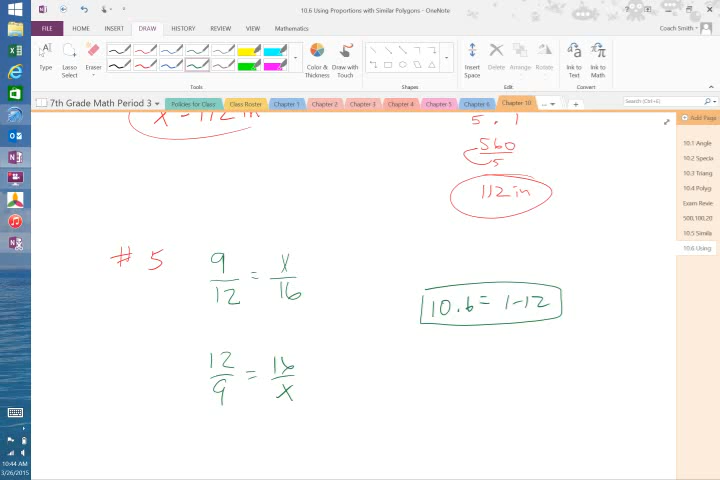 10.6 Using Proportions with Similar Polygons - OneNote
FILE HOME INSERT DRAW HISTORY REVIEW VIEW Mathematics Coach Smith
Type Lasso Select Eraser Color & Thickness Draw with Touch Insert Space Delete Arrange Rotate Ink to Text Ink to Math
Tools Shapes Edit Convert
7th Grade Math Period 3 Policies for Class Class Roster Chapter 1 Chapter 2 Chapter 3 Chapter 4 Chapter 5 Chapter 6 Chapter 10 ... + Search (Ctrl+E)
Add Page
10.1 Angle
10.2 Specia
10.3 Triang
10.4 Polyg
Exam Revie
500,100,20
10.5 Simila
10.6 Using
x = 112 in
5 . 1
560
5
112 in
# 5
9/12 = x/16
10.6 = 1-12
12/9 = 16/x
10:44 AM
3/26/2015